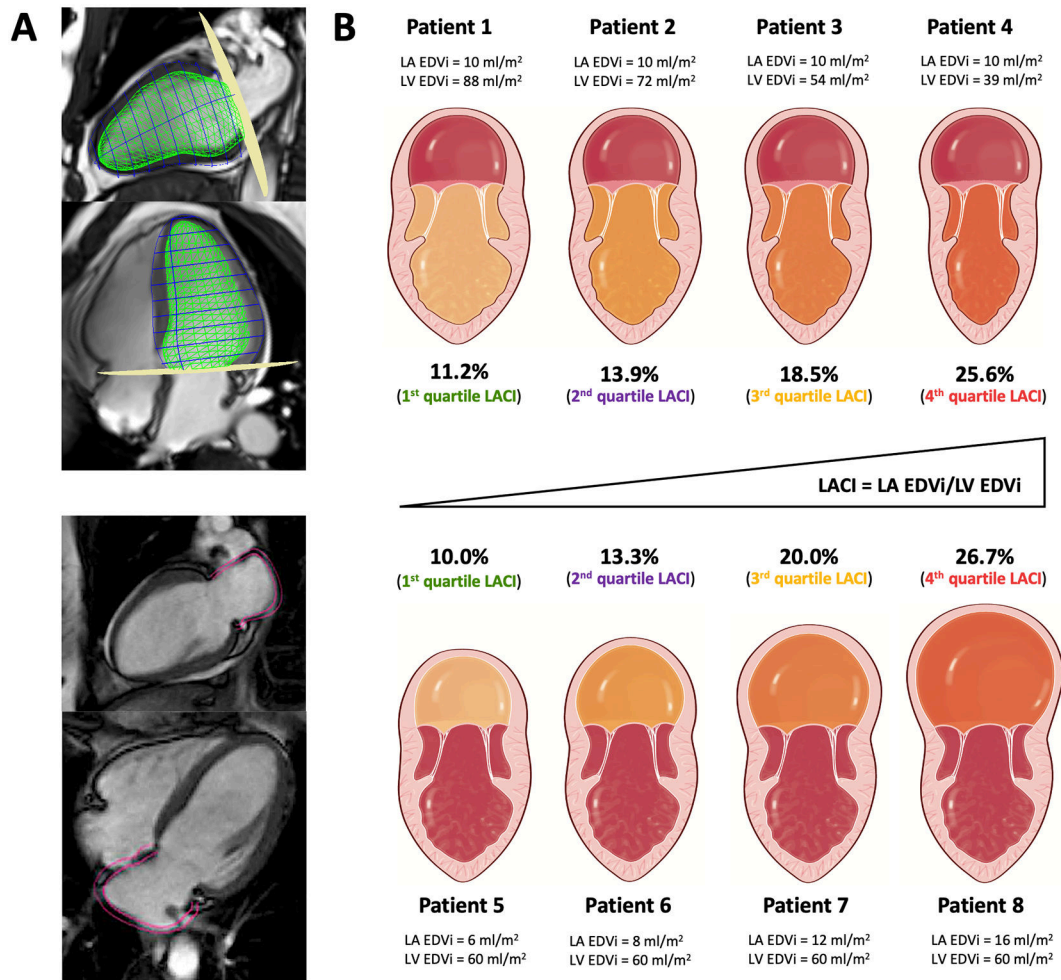 A
B
Patient 1
Patient 2
Patient 3
Patient 4
LA EDVi = 10 ml/m²
LV EDVi = 88 ml/m²
LA EDVi = 10 ml/m²
LV EDVi = 72 ml/m²
LA EDVi = 10 ml/m²
LV EDVi = 54 ml/m²
LA EDVi = 10 ml/m²
LV EDVi = 39 ml/m²
11.2%
(1st quartile LACI)
13.9%
(2nd quartile LACI)
18.5%
(3rd quartile LACI)
25.6%
(4th quartile LACI)
LACI = LA EDVi/LV EDVi
10.0%
(1st quartile LACI)
13.3%
(2nd quartile LACI)
20.0%
(3rd quartile LACI)
26.7%
(4th quartile LACI)
Patient 5
Patient 6
Patient 7
Patient 8
LA EDVi = 6 ml/m²
LV EDVi = 60 ml/m²
LA EDVi = 8 ml/m²
LV EDVi = 60 ml/m²
LA EDVi = 12 ml/m²
LV EDVi = 60 ml/m²
LA EDVi = 16 ml/m²
LV EDVi = 60 ml/m²